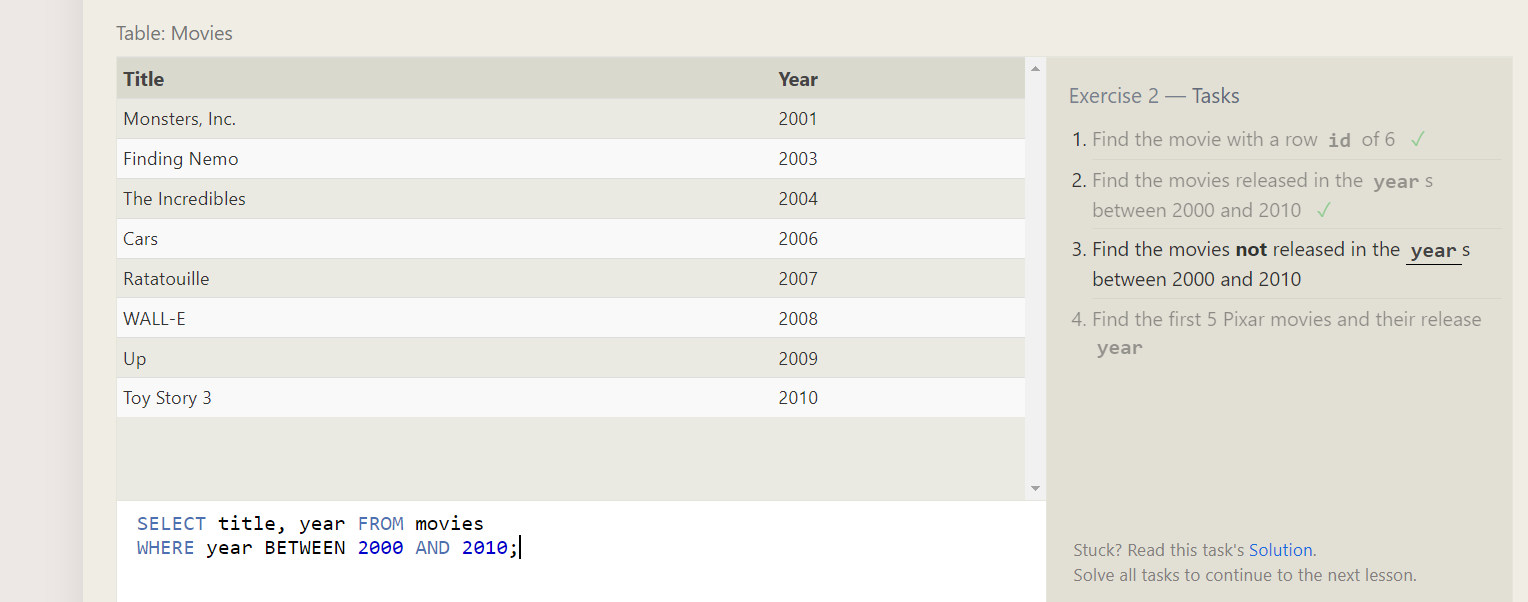 Table: Movies
Title Year
Monsters, Inc. 2001
Finding Nemo 2003
The Incredibles 2004
Cars 2006
Ratatouille 2007
WALL-E 2008
Up 2009
Toy Story 3 2010
SELECT title, year FROM movies
WHERE year BETWEEN 2000 AND 2010;
Exercise 2 — Tasks
1. Find the movie with a row id of 6 ✓
2. Find the movies released in the year s
between 2000 and 2010 ✓
3. Find the movies not released in the year s
between 2000 and 2010
4. Find the first 5 Pixar movies and their release
year
Stuck? Read this task's Solution.
Solve all tasks to continue to the next lesson.